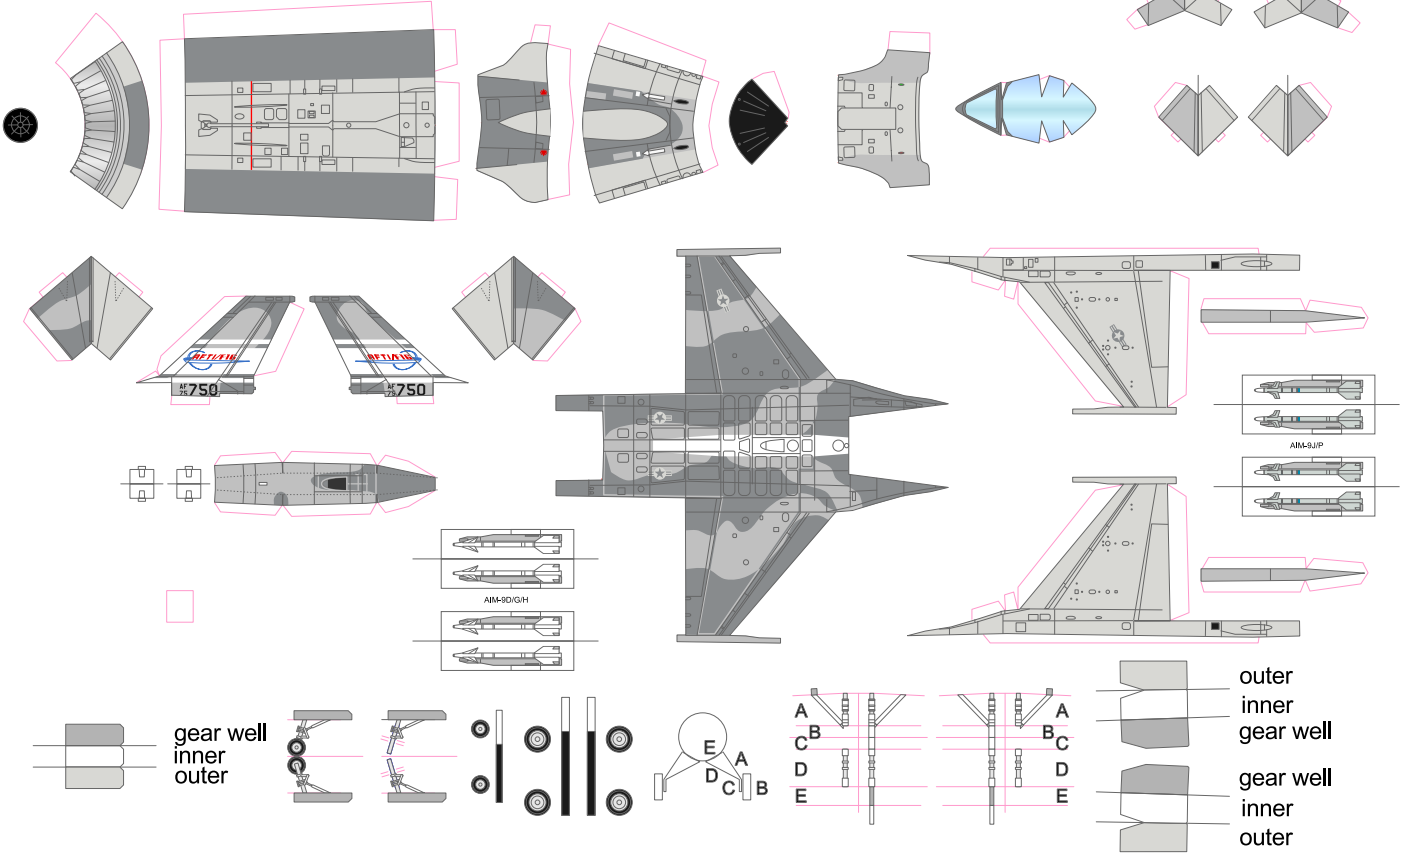 AFTI/F16
AFTI/F16
AF
75 750
AF
75 750
AIM-9J/P
AIM-9D/G/H
gear well
inner
outer
E
A
D
C
B
A
B
C
D
E
A
B
C
D
E
outer
inner
gear well
gear well
inner
outer